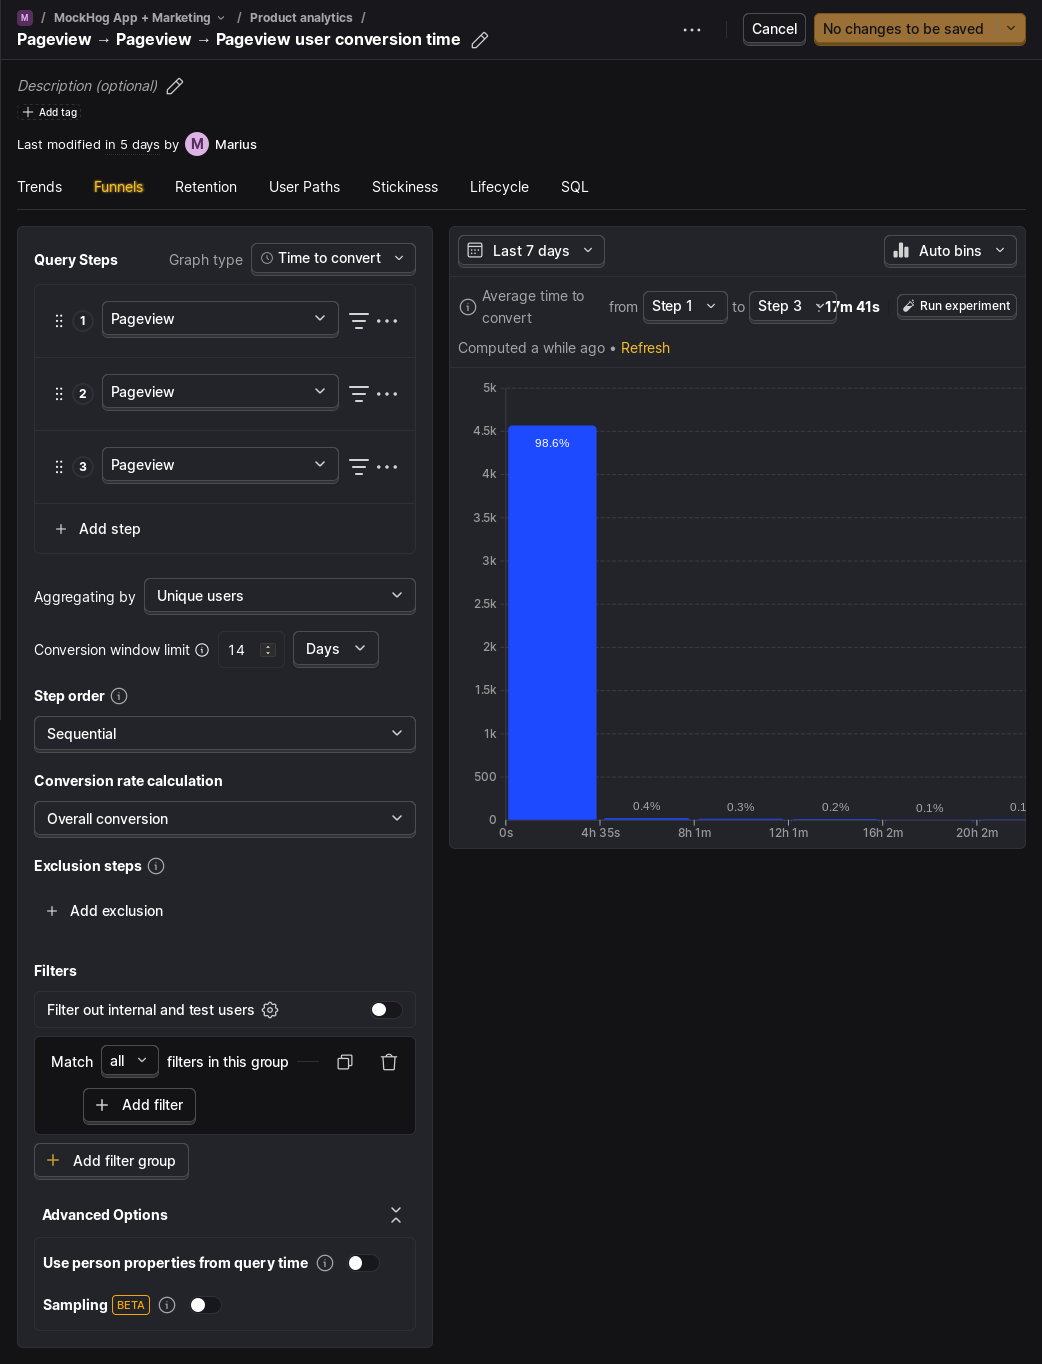 M / MockHog App + Marketing / Product analytics /
Pageview → Pageview → Pageview user conversion time
Cancel
No changes to be saved
Description (optional)
Add tag
Last modified in 5 days by M Marius
Trends Funnels Retention User Paths Stickiness Lifecycle SQL
Query Steps
Graph type
Time to convert
1 Pageview
2 Pageview
3 Pageview
Add step
Aggregating by Unique users
Conversion window limit 14 Days
Step order
Sequential
Conversion rate calculation
Overall conversion
Exclusion steps
Add exclusion
Filters
Filter out internal and test users
Match all filters in this group
Add filter
Add filter group
Advanced Options
Use person properties from query time
Sampling BETA
Last 7 days
Auto bins
Average time to
convert
from Step 1 to Step 3
17m 41s
Run experiment
Computed a while ago • Refresh
5k
4.5k
4k
3.5k
3k
2.5k
2k
1.5k
1k
500
0
98.6%
0.4%
0.3%
0.2%
0.1%
0.1
0s 4h 35s 8h 1m 12h 1m 16h 2m 20h 2m